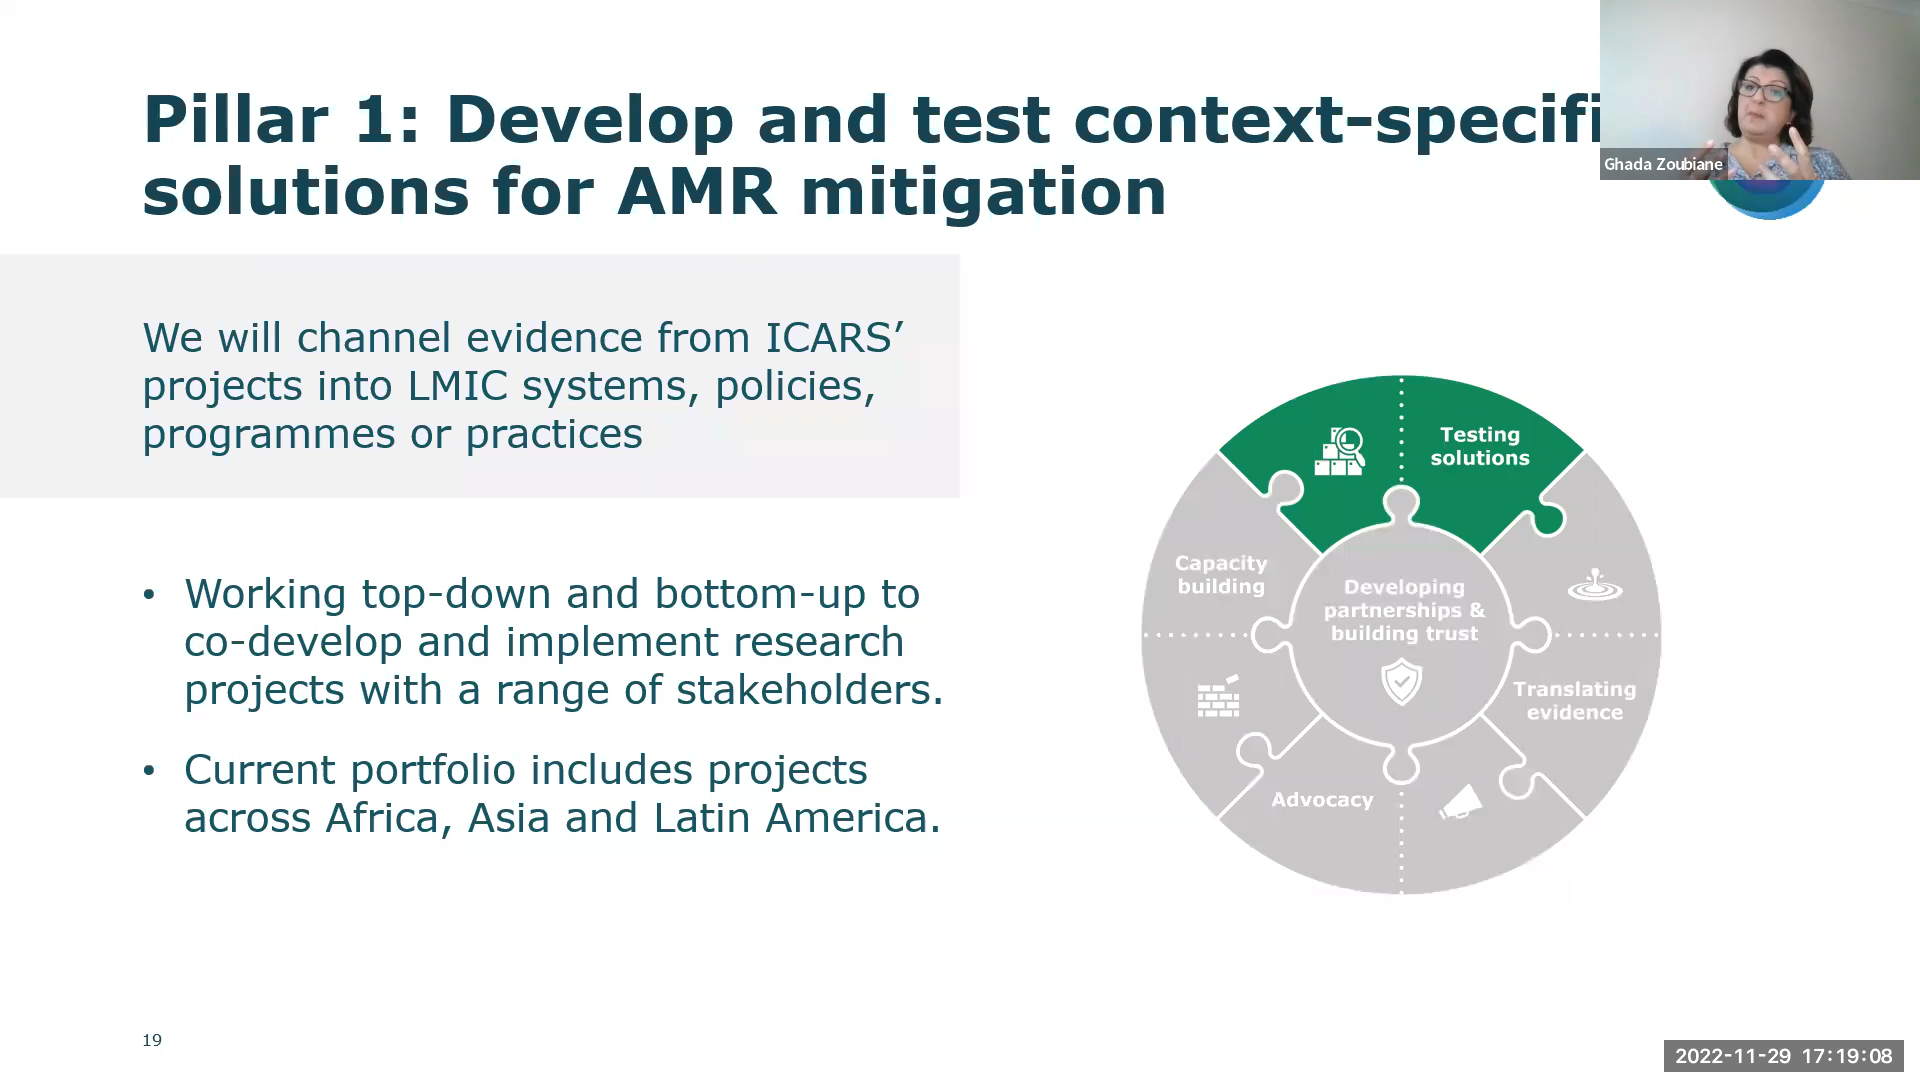 Pillar 1: Develop and test context-specifi
solutions for AMR mitigation
Ghada Zoubiane
We will channel evidence from ICARS’
projects into LMIC systems, policies,
programmes or practices
• Working top-down and bottom-up to
co-develop and implement research
projects with a range of stakeholders.
• Current portfolio includes projects
across Africa, Asia and Latin America.
Testing
solutions
Capacity
building
Developing
partnerships &
building trust
Translating
evidence
Advocacy
19
2022-11-29 17:19:08